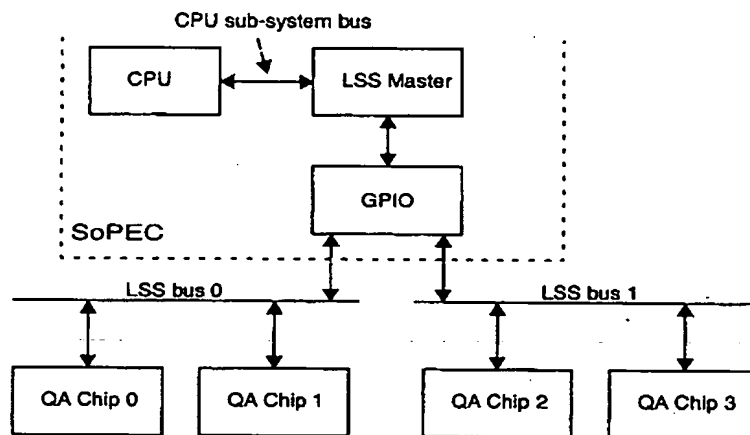 CPU sub-system bus
CPU
LSS Master
GPIO
SoPEC
LSS bus 0
LSS bus 1
QA Chip 0
QA Chip 1
QA Chip 2
QA Chip 3